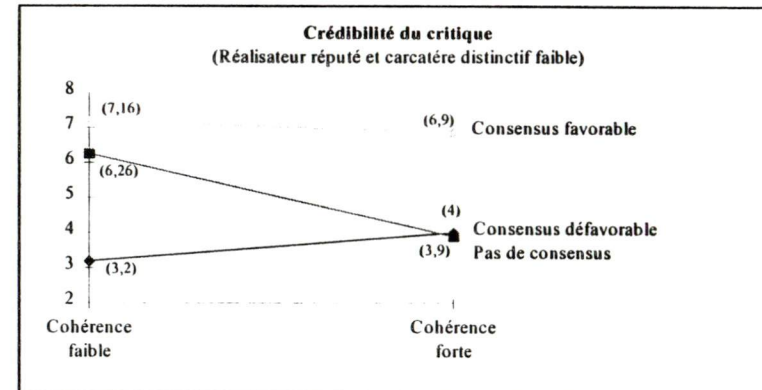 Crédibilité du critique
(Réalisateur réputé et carcatére distinctif faible)
8
(7,16)
7
(6,9)
Consensus favorable
6
(6,26)
5
4
(4)
Consensus défavorable
(3,9)
Pas de consensus
3
(3,2)
2
Cohérence
faible
Cohérence
forte